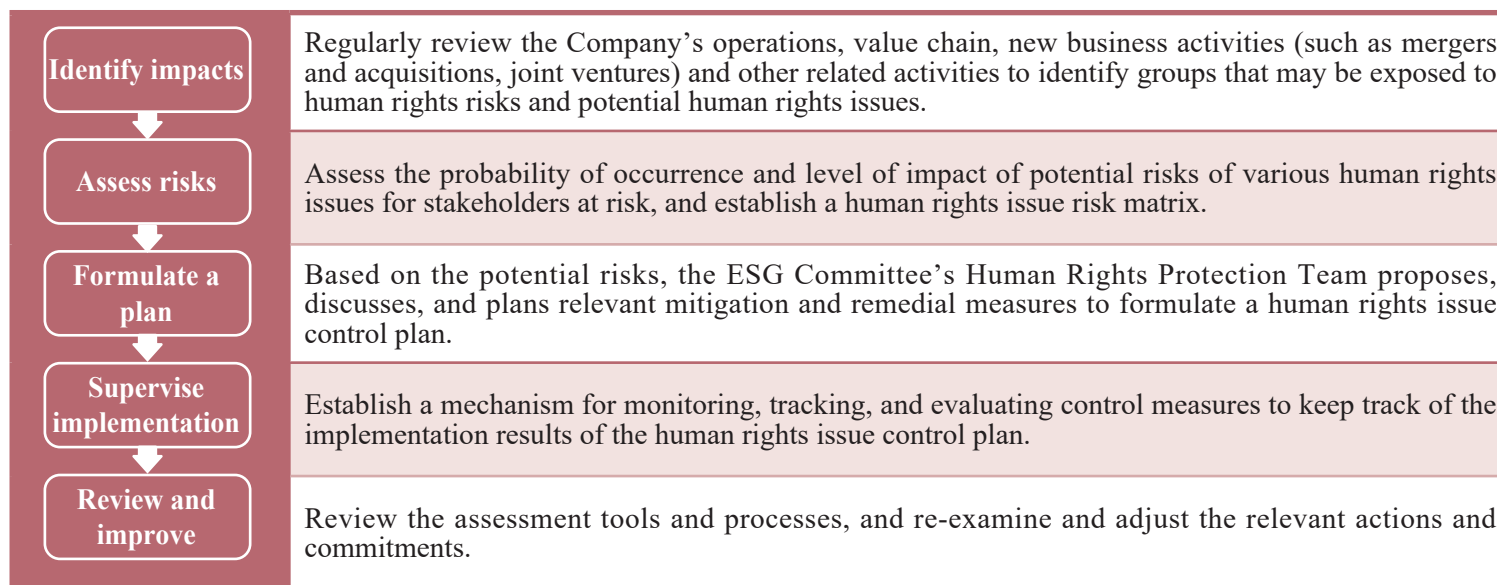 Identify impacts
Regularly review the Company’s operations, value chain, new business activities (such as mergers
and acquisitions, joint ventures) and other related activities to identify groups that may be exposed to
human rights risks and potential human rights issues.
Assess risks
Assess the probability of occurrence and level of impact of potential risks of various human rights
issues for stakeholders at risk, and establish a human rights issue risk matrix.
Formulate a
plan
Based on the potential risks, the ESG Committee’s Human Rights Protection Team proposes,
discusses, and plans relevant mitigation and remedial measures to formulate a human rights issue
control plan.
Supervise
implementation
Establish a mechanism for monitoring, tracking, and evaluating control measures to keep track of the
implementation results of the human rights issue control plan.
Review and
improve
Review the assessment tools and processes, and re-examine and adjust the relevant actions and
commitments.